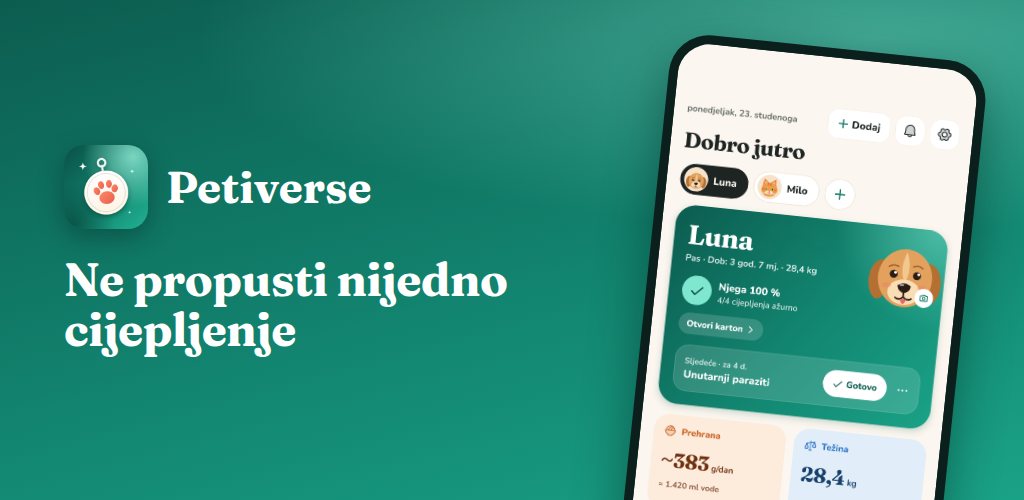 Petiverse
Ne propusti nijedno
cijepljenje
ponedjeljak, 23. studenoga
+ Dodaj
Dobro jutro
Luna
Milo
+
Luna
Pas · Dob: 3 god. 7 mj. · 28,4 kg
Njega 100 %
4/4 cijepljenja ažurno
Otvori karton >
Sljedeće · za 4 d.
Unutarnji paraziti
Gotovo
...
Prehrana
~383 g/dan
≈ 1.420 ml vode
Težina
28,4 kg